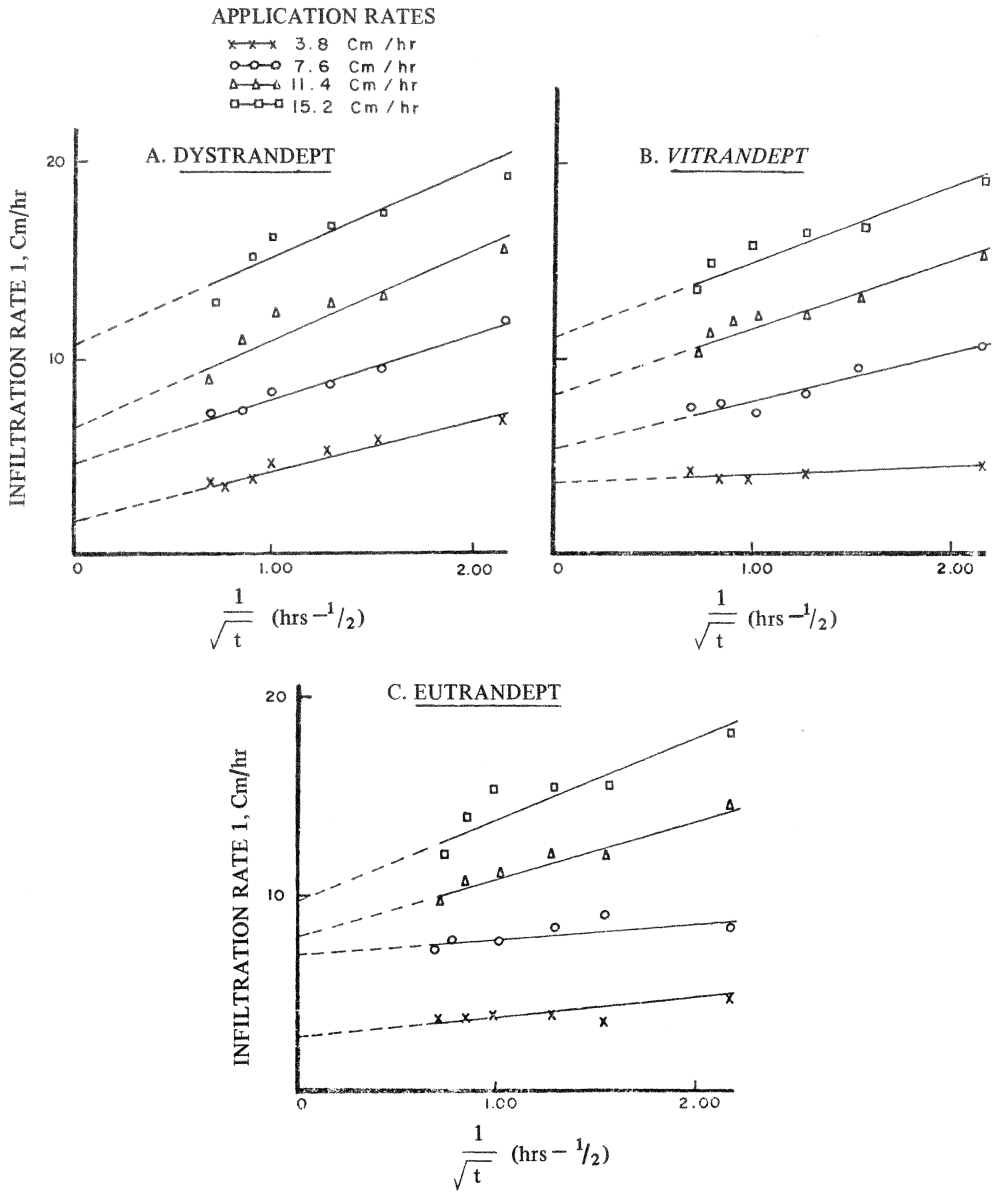 APPLICATION RATES
3.8 Cm/hr
7.6 Cm/hr
11.4 Cm/hr
15.2 Cm/hr
A. DYSTRANDEPT
INFILTRATION RATE 1, Cm/hr
20
10
0
1.00
2.00
1/√t (hrs –1/2)
B. VITRANDEPT
0
1.00
2.00
1/√t (hrs –1/2)
C. EUTRANDEPT
INFILTRATION RATE 1, Cm/hr
20
10
0
1.00
2.00
1/√t (hrs – 1/2)